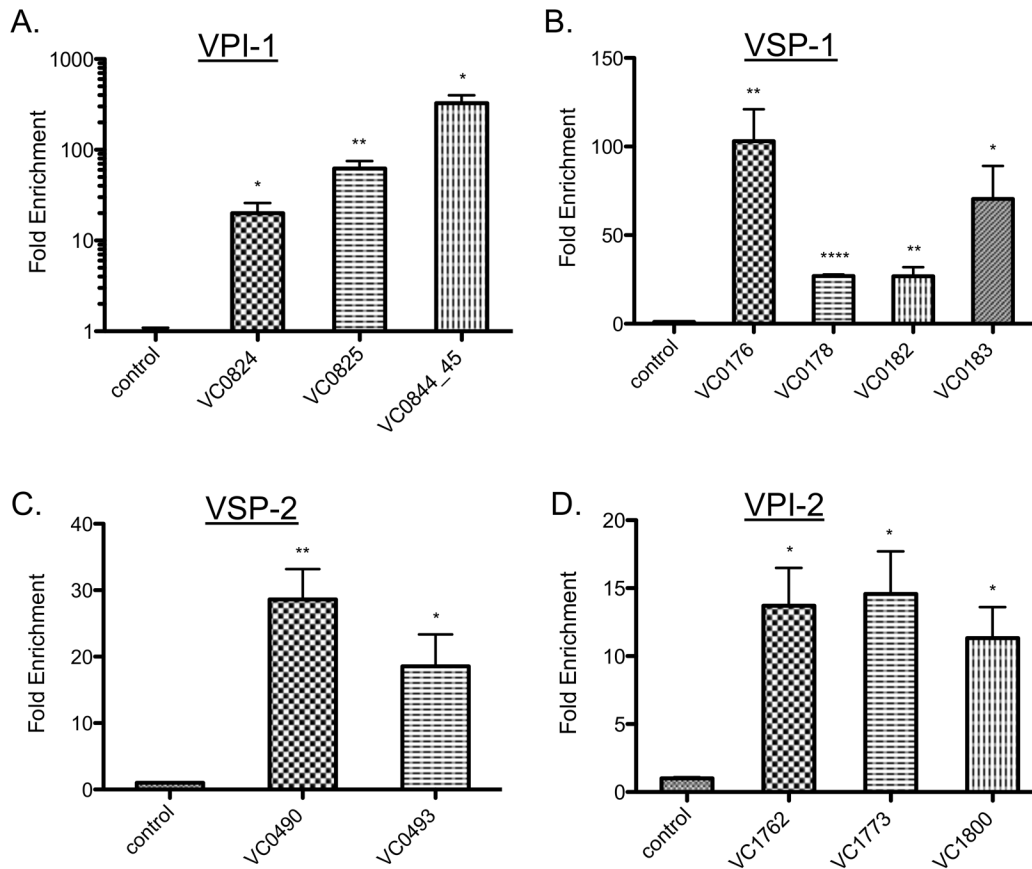 A.
VPI-1
Fold Enrichment
1000
100
10
1
*
**
*
control
VC0824
VC0825
VC0844_45
B.
VSP-1
Fold Enrichment
150
100
50
0
**
****
**
*
control
VC0176
VC0178
VC0182
VC0183
C.
VSP-2
Fold Enrichment
40
30
20
10
0
**
*
control
VC0490
VC0493
D.
VPI-2
Fold Enrichment
20
15
10
5
0
*
*
*
control
VC1762
VC1773
VC1800